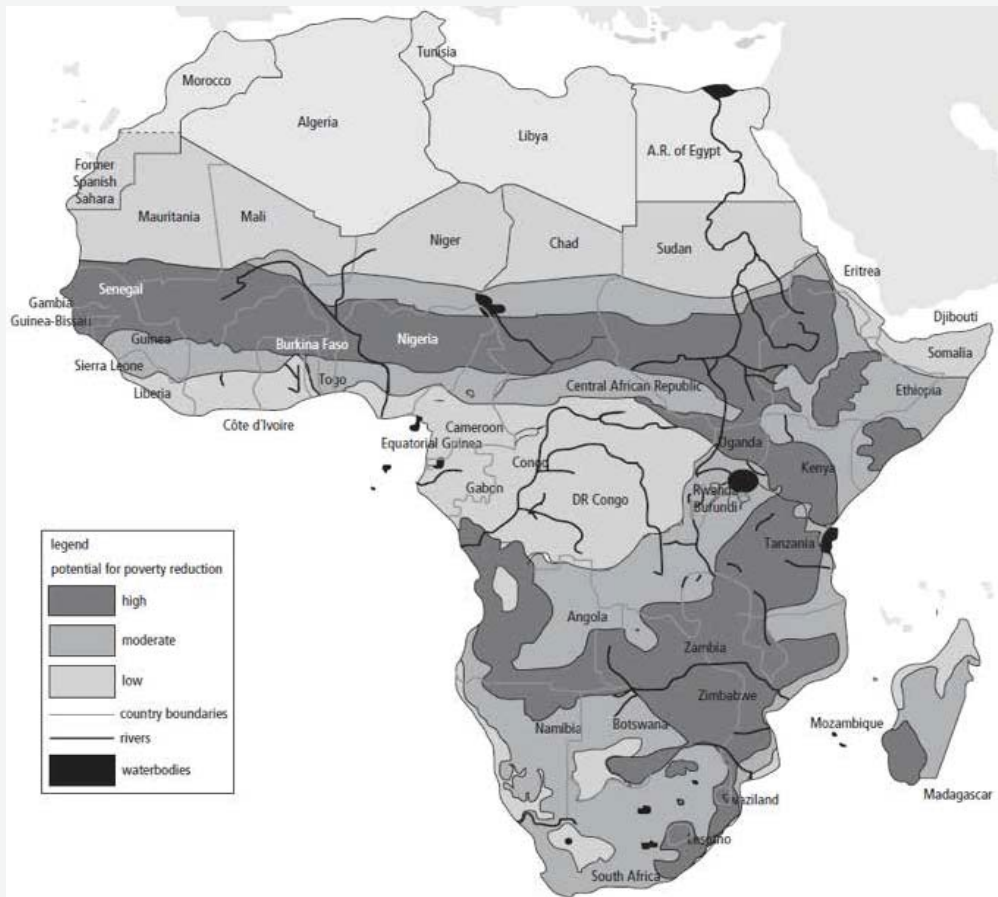 Tunisia
Morocco
Algeria
Libya
A.R. of Egypt
Former
Spanish
Sahara
Mauritania
Mali
Niger
Chad
Sudan
Eritrea
Senegal
Gambia
Guinea-Bissau
Djibouti
Guinea
Burkina Faso
Nigeria
Somalia
Sierra Leone
Togo
Central African Republic
Ethiopia
Liberia
Côte d'Ivoire
Cameroon
Equatorial Guinea
Uganda
Congo
Kenya
Gabon
DR Congo
Rwanda
Burundi
Tanzania
legend
potential for poverty reduction
high
moderate
low
country boundaries
rivers
waterbodies
Angola
Zambia
Zimbabwe
Namibia
Botswana
Mozambique
Madagascar
Swaziland
Lesotho
South Africa